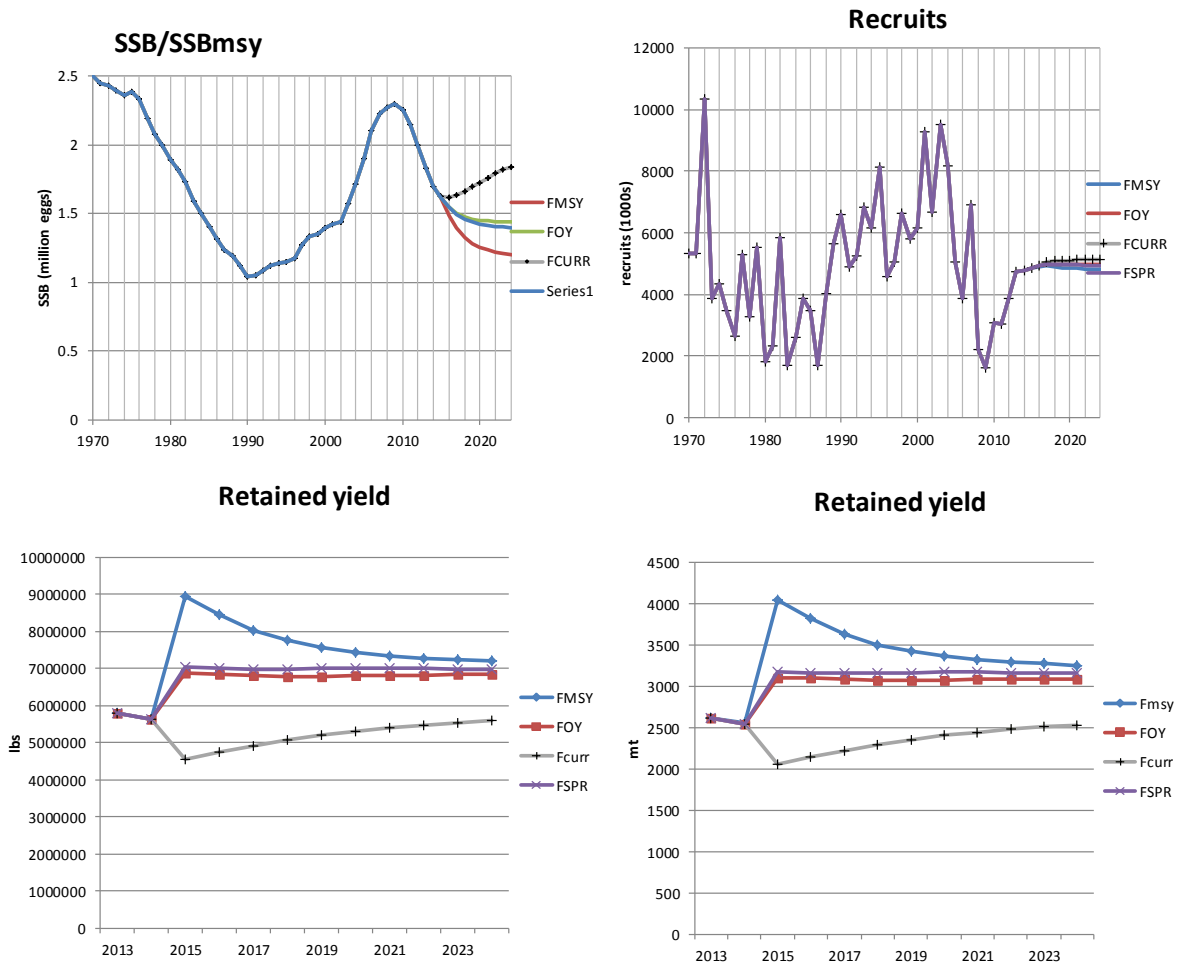 SSB/SSBmsy
SSB (million eggs)
2.5
2
1.5
1
0.5
0
1970 1980 1990 2000 2010 2020
FMSY
FOY
FCURR
Series1
Recruits
recruits (1000s)
12000
10000
8000
6000
4000
2000
0
1970 1980 1990 2000 2010 2020
FMSY
FOY
FCURR
FSPR
Retained yield
lbs
10000000
9000000
8000000
7000000
6000000
5000000
4000000
3000000
2000000
1000000
0
2013 2015 2017 2019 2021 2023
FMSY
FOY
Fcurr
FSPR
Retained yield
mt
4500
4000
3500
3000
2500
2000
1500
1000
500
0
2013 2015 2017 2019 2021 2023
Fmsy
FOY
Fcurr
FSPR